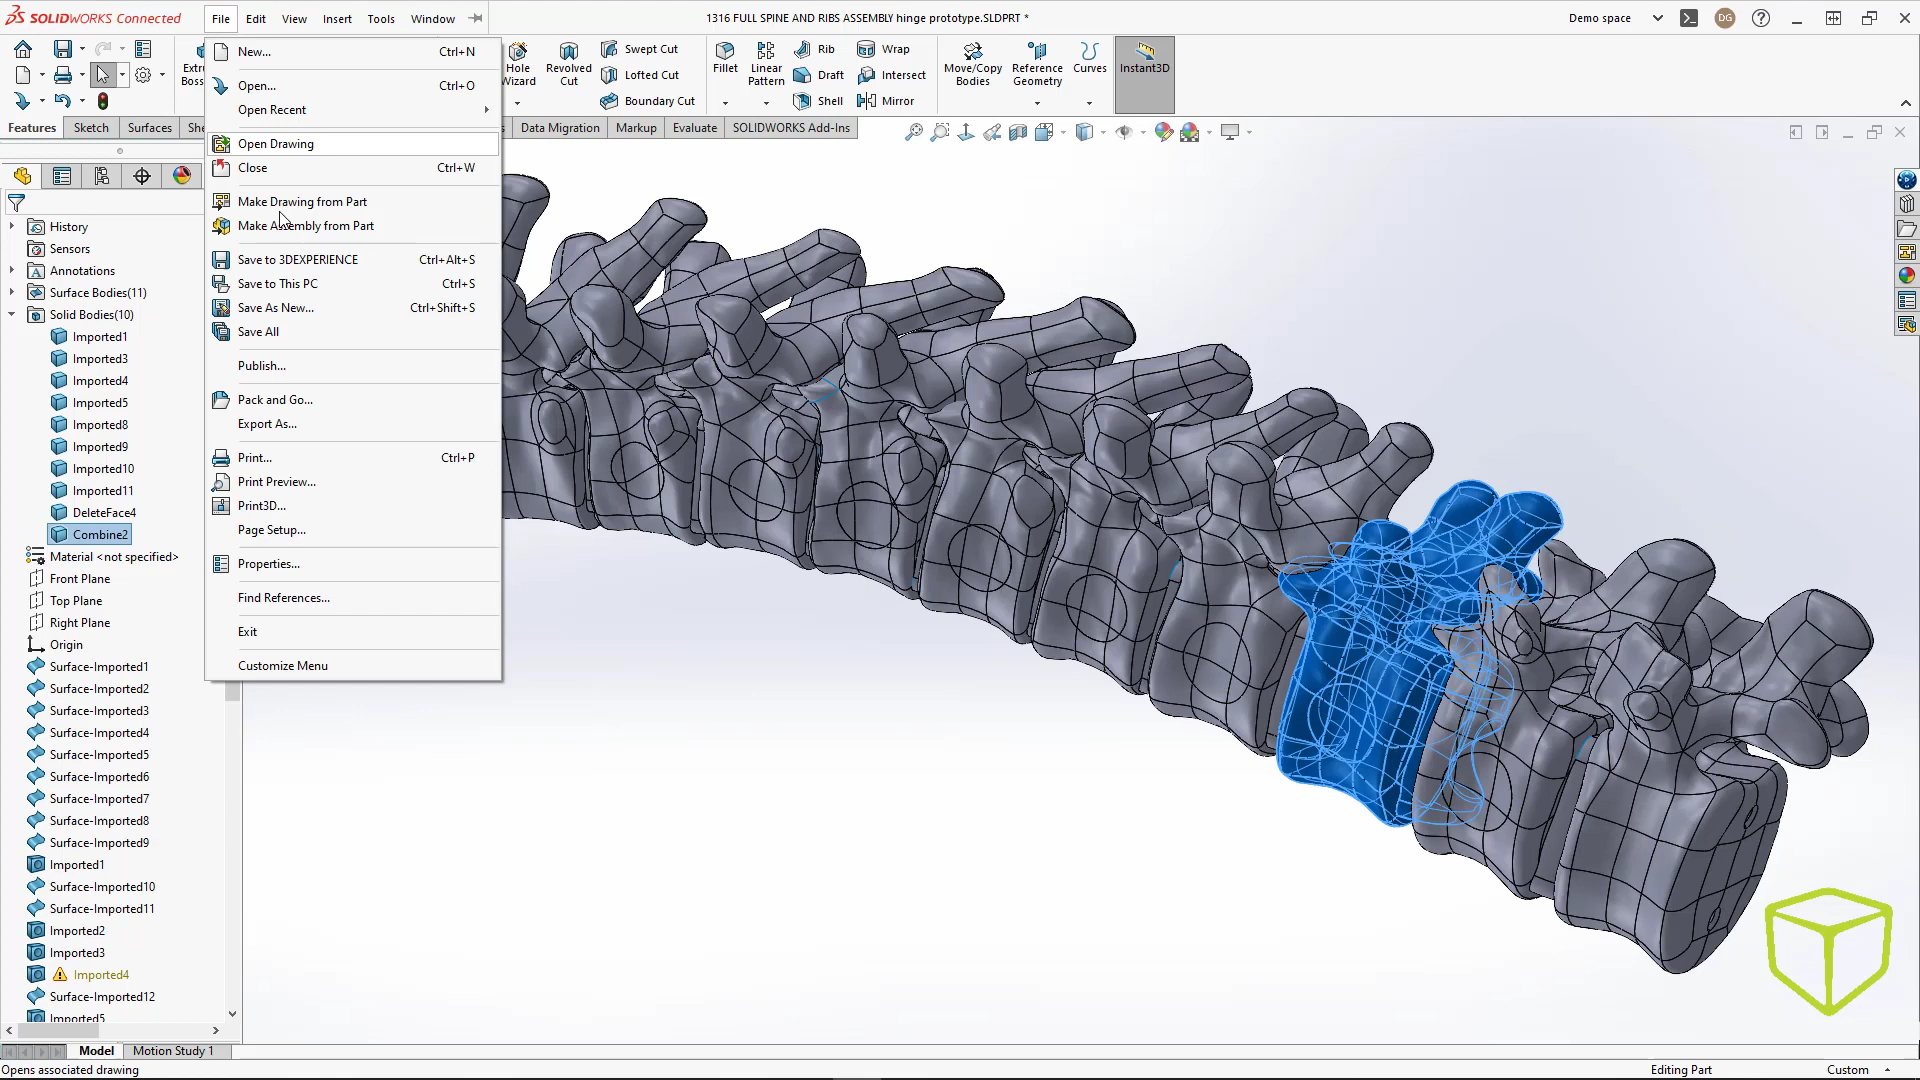 SOLIDWORKS Connected
File Edit View Insert Tools Window
1316 FULL SPINE AND RIBS ASSEMBLY hinge prototype.SLDPRT *
Demo space
DG
Swept Cut
Lofted Cut
Boundary Cut
Hole
Wizard
Revolved
Cut
Fillet
Linear
Pattern
Rib
Draft
Shell
Wrap
Intersect
Mirror
Move/Copy
Bodies
Reference
Geometry
Curves
Instant3D
Features Sketch Surfaces
Data Migration Markup Evaluate SOLIDWORKS Add-Ins
New... Ctrl+N
Open... Ctrl+O
Open Recent
Open Drawing
Close Ctrl+W
Make Drawing from Part
Make Assembly from Part
Save to 3DEXPERIENCE Ctrl+Alt+S
Save to This PC Ctrl+S
Save As New... Ctrl+Shift+S
Save All
Publish...
Pack and Go...
Export As...
Print... Ctrl+P
Print Preview...
Print3D...
Page Setup...
Properties...
Find References...
Exit
Customize Menu
History
Sensors
Annotations
Surface Bodies(11)
Solid Bodies(10)
Imported1
Imported3
Imported4
Imported5
Imported8
Imported9
Imported10
Imported11
DeleteFace4
Combine2
Material <not specified>
Front Plane
Top Plane
Right Plane
Origin
Surface-Imported1
Surface-Imported2
Surface-Imported3
Surface-Imported4
Surface-Imported5
Surface-Imported6
Surface-Imported7
Surface-Imported8
Surface-Imported9
Imported1
Surface-Imported10
Surface-Imported11
Imported2
Imported3
Imported4
Surface-Imported12
Imported5
Model Motion Study 1
Opens associated drawing
Editing Part
Custom